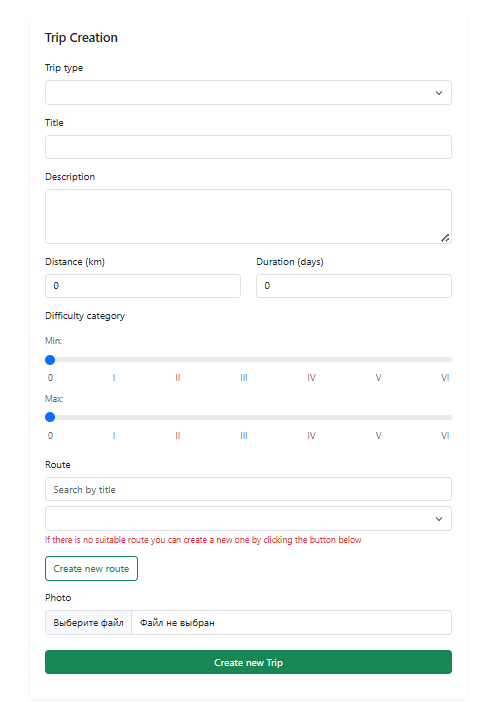 Trip Creation
Trip type
Title
Description
Distance (km) Duration (days)
0 0
Difficulty category
Min:
0 I II III IV V VI
Max:
0 I II III IV V VI
Route
Search by title
If there is no suitable route you can create a new one by clicking the button below
Create new route
Photo
Выберите файл Файл не выбран
Create new Trip